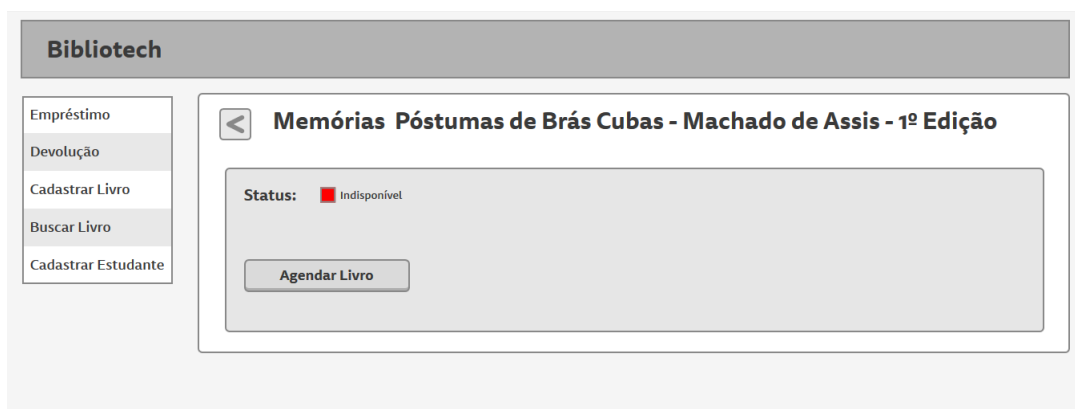 Bibliotech
Empréstimo
Devolução
Cadastrar Livro
Buscar Livro
Cadastrar Estudante
< Memórias  Póstumas de Brás Cubas - Machado de Assis - 1º Edição
Status: Indisponível
Agendar Livro